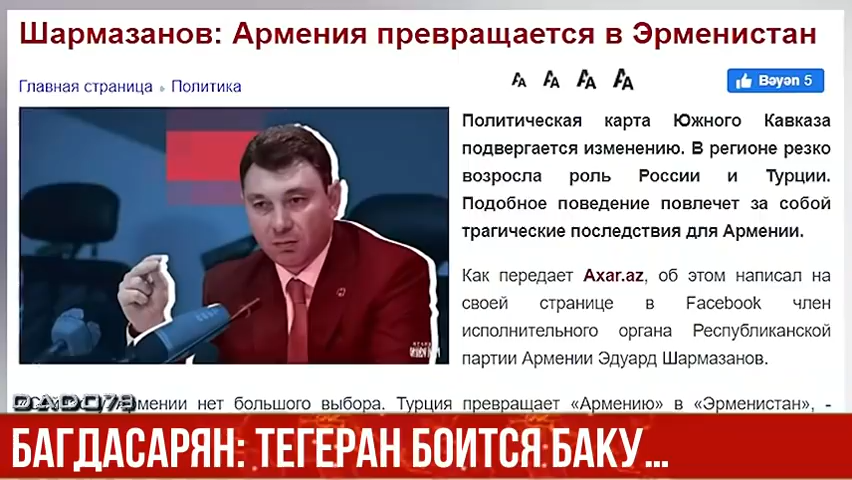 Шармазанов: Армения превращается в Эрменистан
Главная страница » Политика
A A A A
Bəyən 5
Политическая карта Южного Кавказа
подвергается изменению. В регионе резко
возросла роль России и Турции.
Подобное поведение повлечет за собой
трагические последствия для Армении.
Как передает Axar.az, об этом написал на
своей странице в Facebook член
исполнительного органа Республиканской
партии Армении Эдуард Шармазанов.
DADO73
Армении нет большого выбора. Турция превращает «Армению» в «Эрменистан», -
БАГДАСАРЯН: ТЕГЕРАН БОИТСЯ БАКУ...